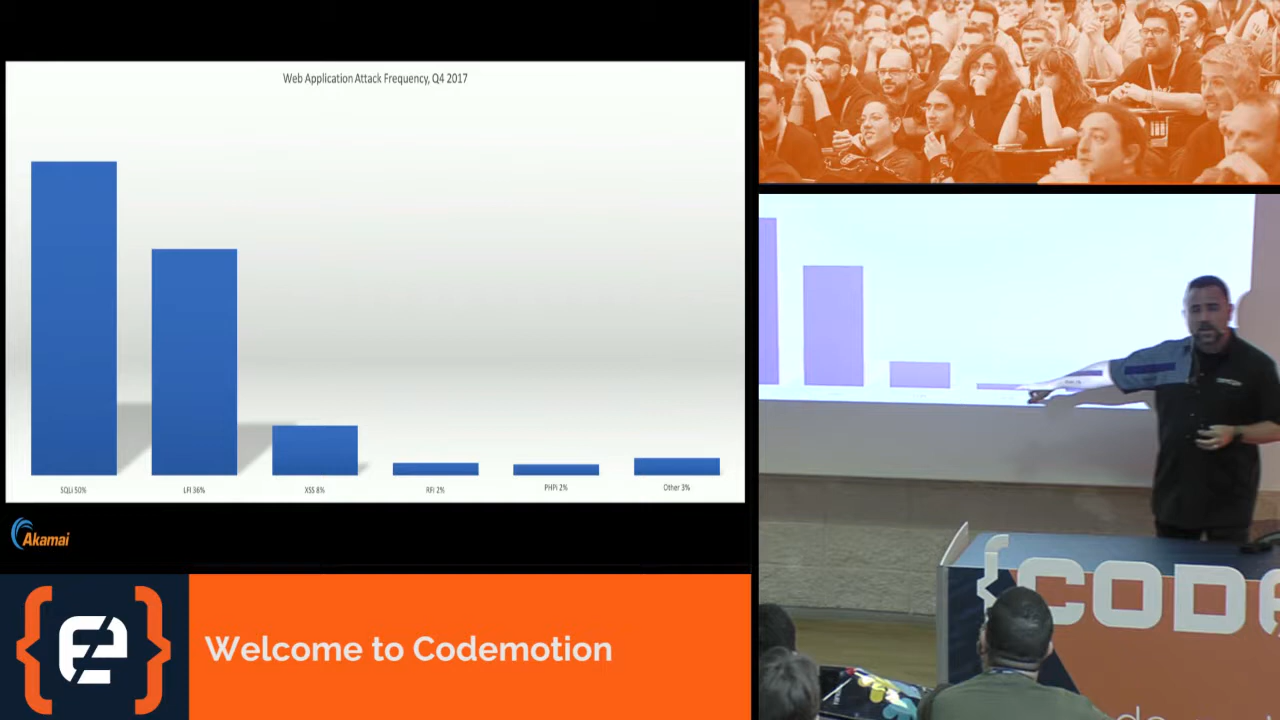 Web Application Attack Frequency, Q4 2017
SQLi 50%
LFI 36%
XSS 8%
RFI 2%
PHPi 2%
Other 3%
Akamai
Welcome to Codemotion
{CODE